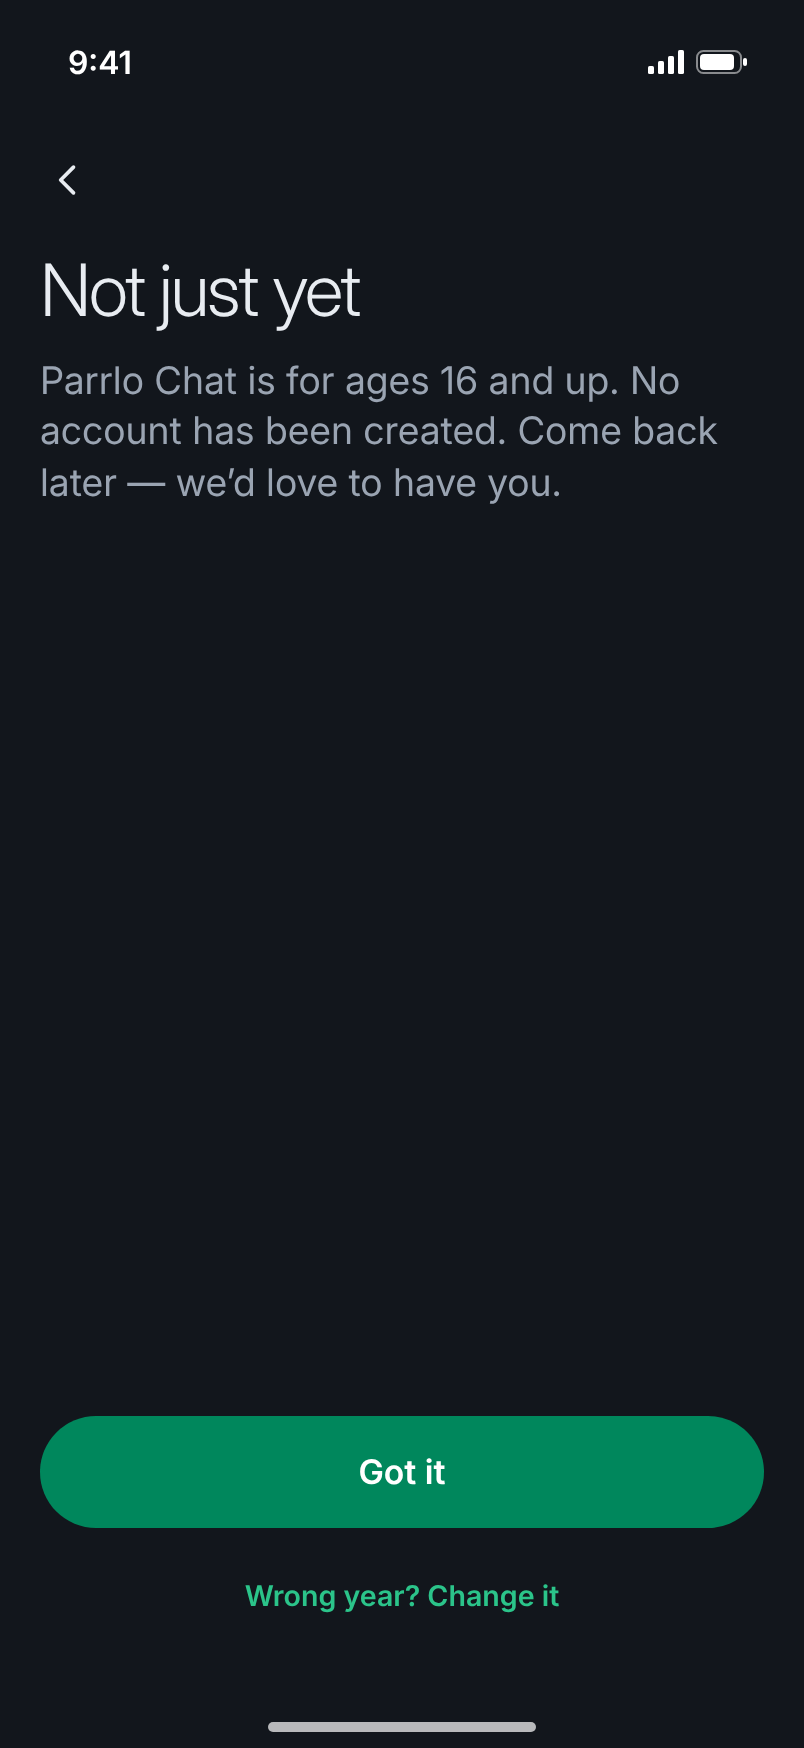 9:41
Not just yet
Parrlo Chat is for ages 16 and up. No
account has been created. Come back
later — we’d love to have you.
Got it
Wrong year? Change it